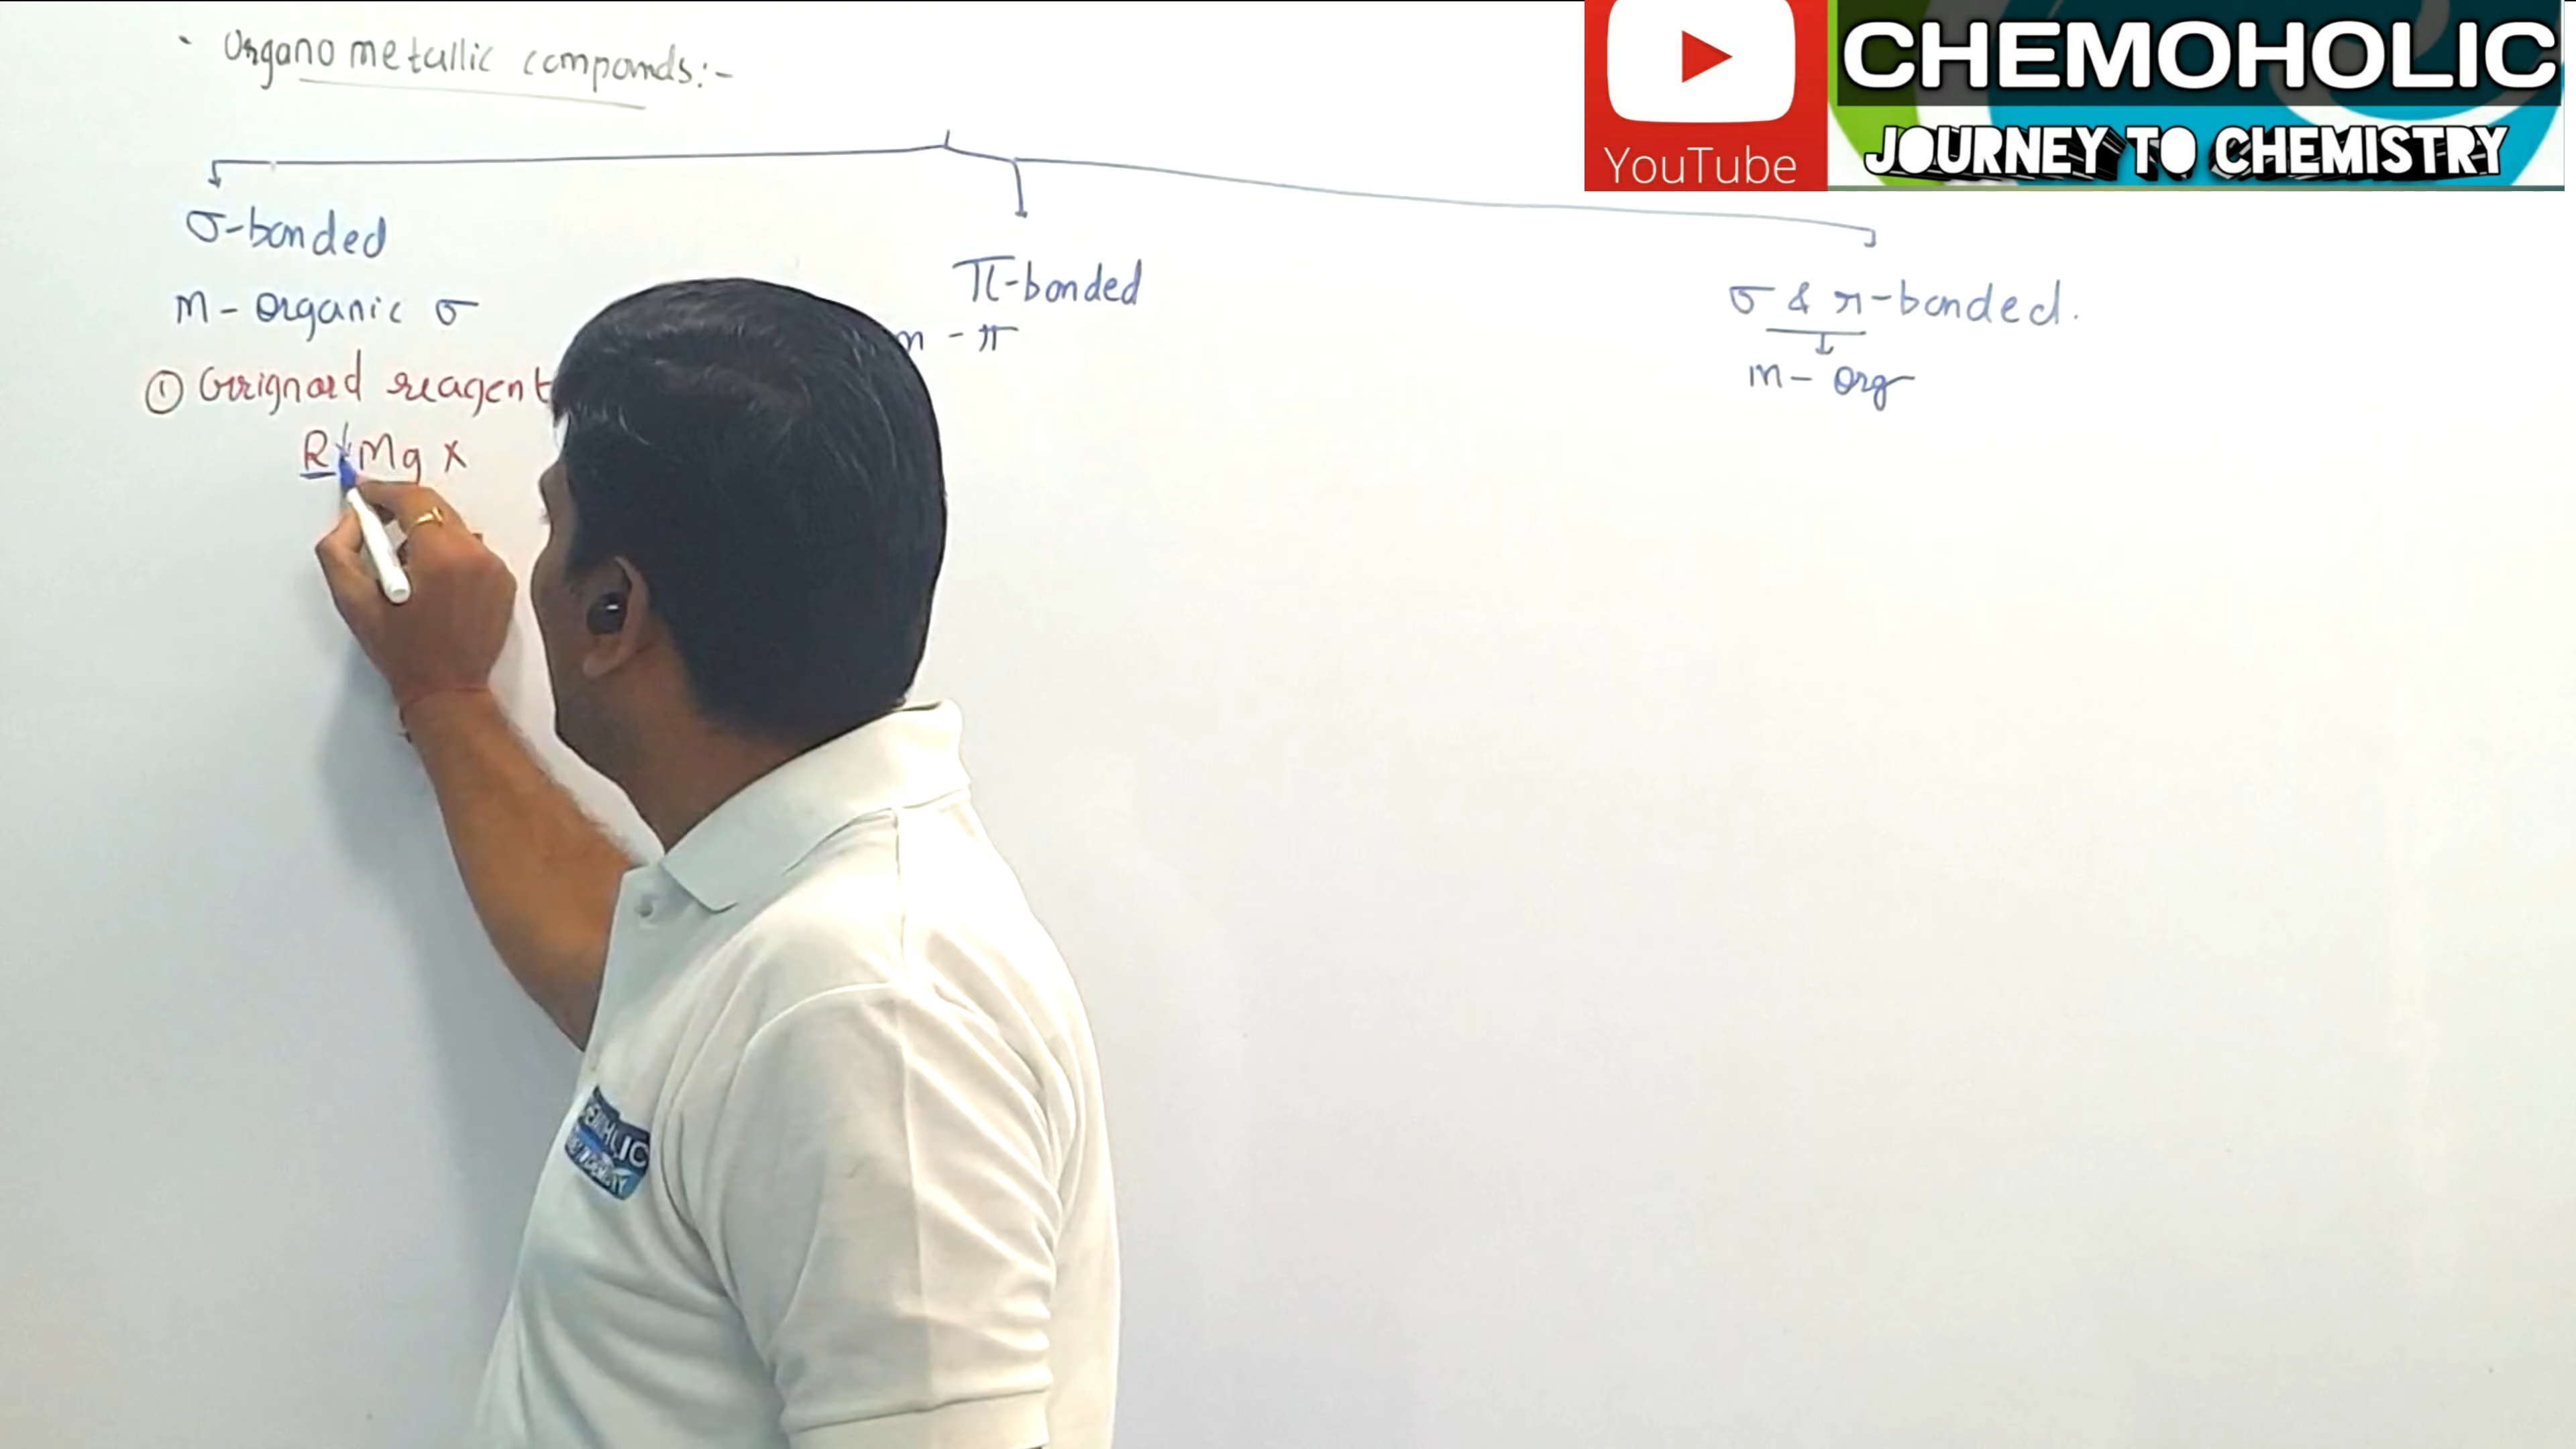 Organo metallic componds:-
YouTube
CHEMOHOLIC
JOURNEY TO CHEMISTRY
σ-bonded
m - organic σ
① Grignard reagent
R Mg X
π-bonded
m - π
σ & π-bonded.
m - org